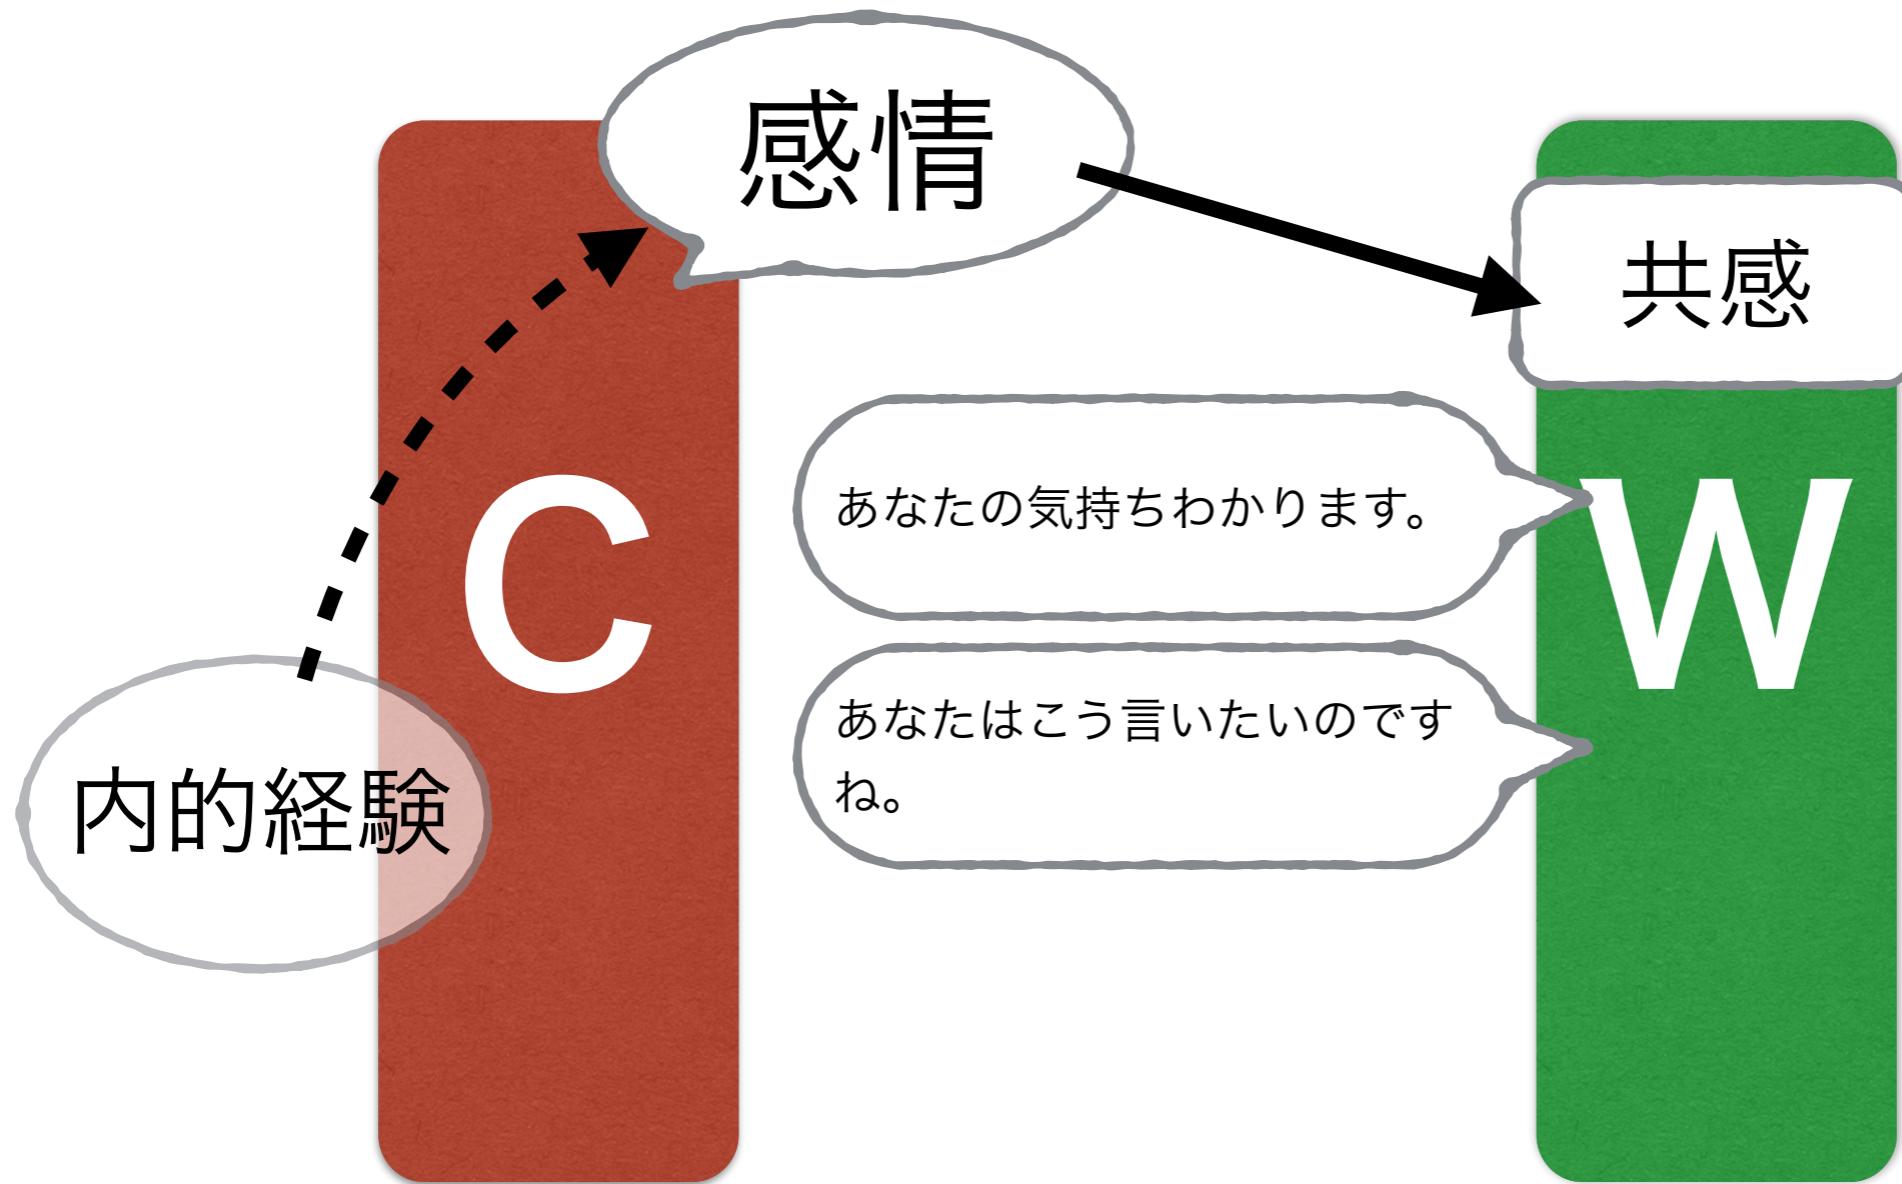 感情
共感
C
W
あなたの気持ちわかります。
あなたはこう言いたいのです
ね。
内的経験